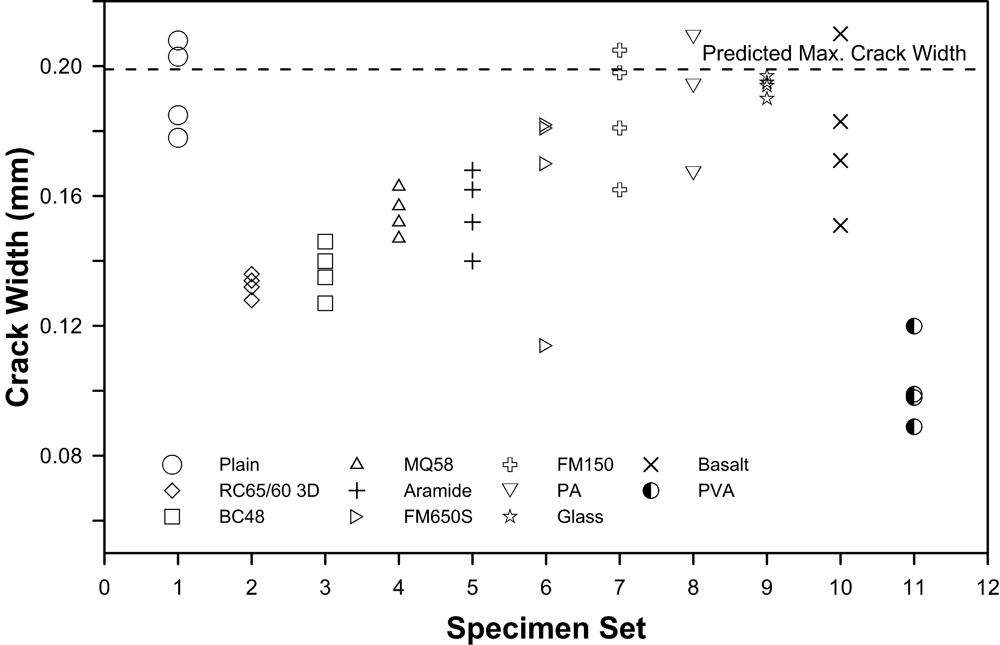 Predicted Max. Crack Width
0.20
0.16
0.12
0.08
Crack Width (mm)
Plain MQ58 FM150 Basalt
RC65/60 3D Aramide PA PVA
BC48 FM650S Glass
0 1 2 3 4 5 6 7 8 9 10 11 12
Specimen Set